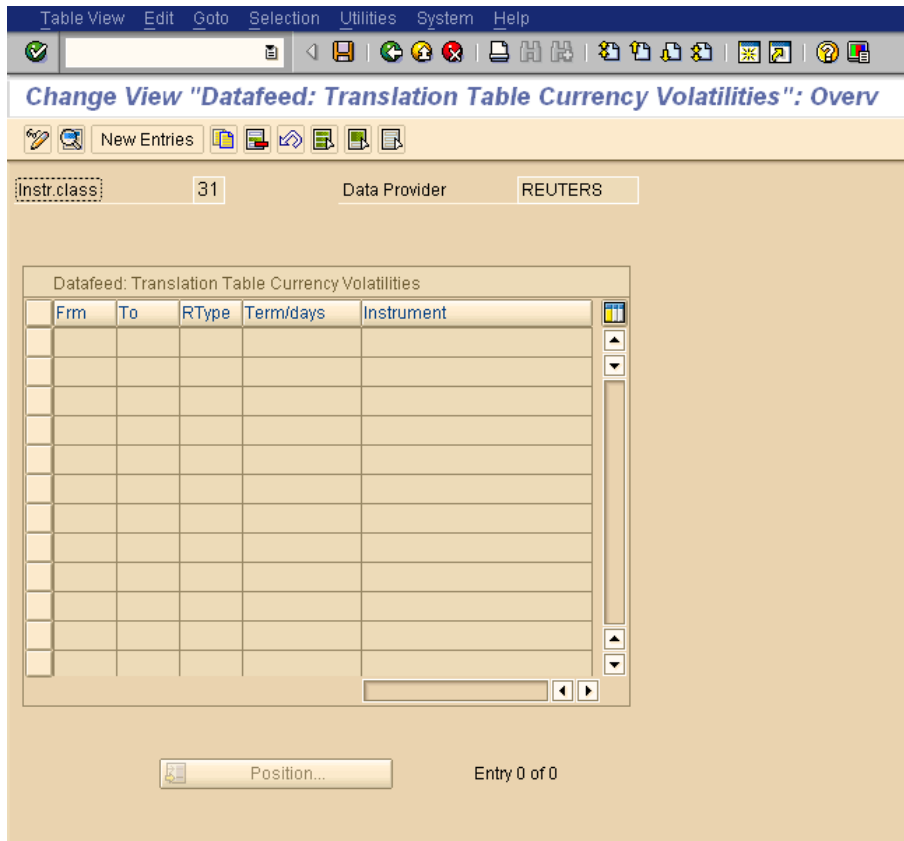 Table View Edit Goto Selection Utilities System Help
Change View "Datafeed: Translation Table Currency Volatilities": Overv
New Entries
Instr.class 31 Data Provider REUTERS
Datafeed: Translation Table Currency Volatilities
Frm To RType Term/days Instrument
Position... Entry 0 of 0